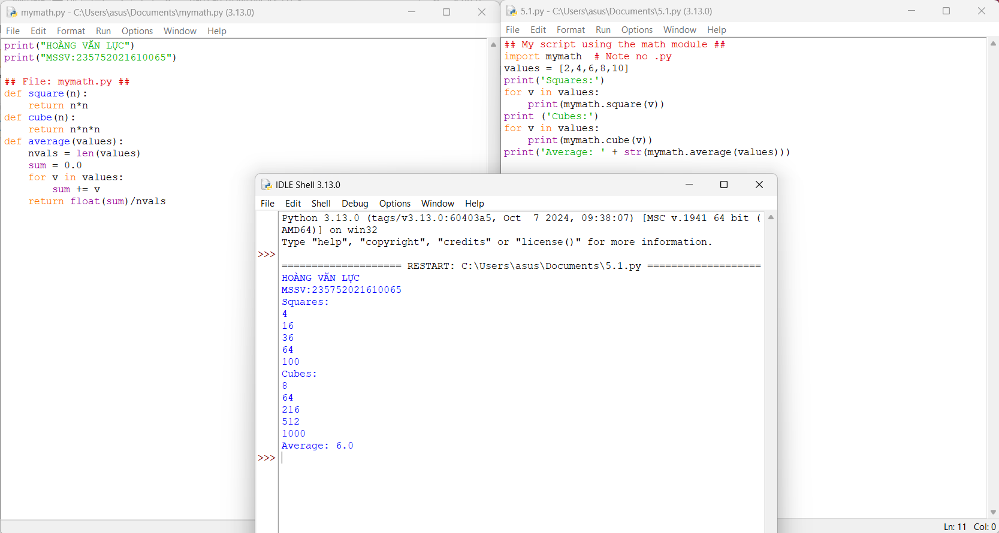 mymath.py - C:\Users\asus\Documents\mymath.py (3.13.0)
File Edit Format Run Options Window Help
print("HOÀNG VĂN LỰC")
print("MSSV:235752021610065")
## File: mymath.py ##
def square(n):
    return n*n
def cube(n):
    return n*n*n
def average(values):
    nvals = len(values)
    sum = 0.0
    for v in values:
        sum += v
    return float(sum)/nvals
5.1.py - C:\Users\asus\Documents\5.1.py (3.13.0)
File Edit Format Run Options Window Help
## My script using the math module ##
import mymath  # Note no .py
values = [2,4,6,8,10]
print('Squares:')
for v in values:
    print(mymath.square(v))
print ('Cubes:')
for v in values:
    print(mymath.cube(v))
print('Average: ' + str(mymath.average(values)))
Ln: 11 Col: 0
IDLE Shell 3.13.0
File Edit Shell Debug Options Window Help
Python 3.13.0 (tags/v3.13.0:60403a5, Oct  7 2024, 09:38:07) [MSC v.1941 64 bit (
AMD64)] on win32
Type "help", "copyright", "credits" or "license()" for more information.
>>>
==================== RESTART: C:\Users\asus\Documents\5.1.py ===================
HOÀNG VĂN LỰC
MSSV:235752021610065
Squares:
4
16
36
64
100
Cubes:
8
64
216
512
1000
Average: 6.0
>>>